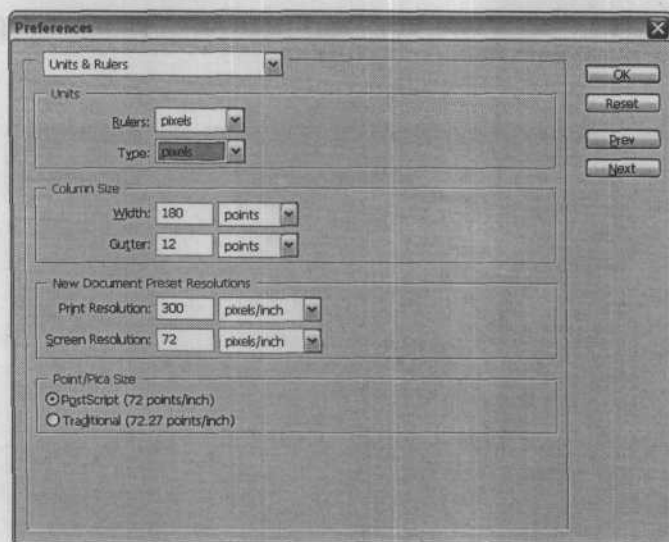 Preferences
Units & Rulers
OK
Reset
Prev
Next
Units
Rulers: pixels
Type: pixels
Column Size
Width: 180 points
Gutter: 12 points
New Document Preset Resolutions
Print Resolution: 300 pixels/inch
Screen Resolution: 72 pixels/inch
Point/Pica Size
PostScript (72 points/inch)
Traditional (72.27 points/inch)